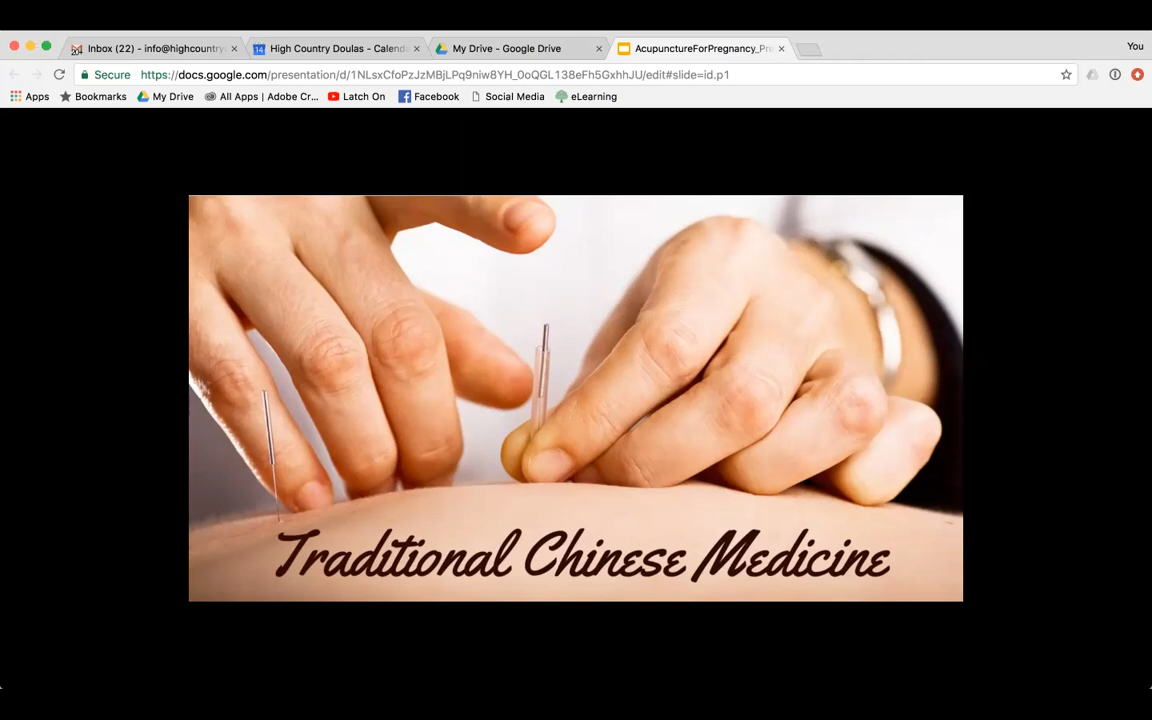 Inbox (22) - info@highcountry
High Country Doulas - Calenda
My Drive - Google Drive
AcupunctureForPregnancy_Pr
You
Secure
https://docs.google.com/presentation/d/1NLsxCfoPzJzMBjLPq9niw8YH_0oQGL138eFh5GxhhJU/edit#slide=id.p1
Apps
Bookmarks
My Drive
All Apps | Adobe Cr...
Latch On
Facebook
Social Media
eLearning
Traditional Chinese Medicine